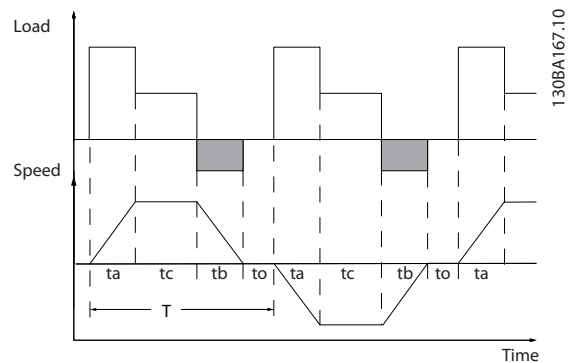 Load
130BA167.10
Speed
ta tc tb to ta tc tb to ta
T
Time